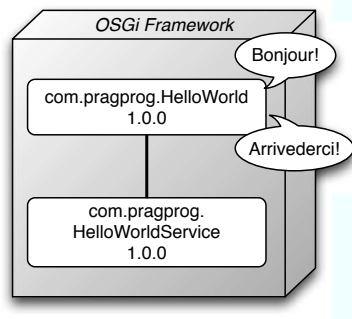 OSGi Framework
Bonjour!
com.pragprog.HelloWorld
1.0.0
Arrivederci!
com.pragprog.
HelloWorldService
1.0.0